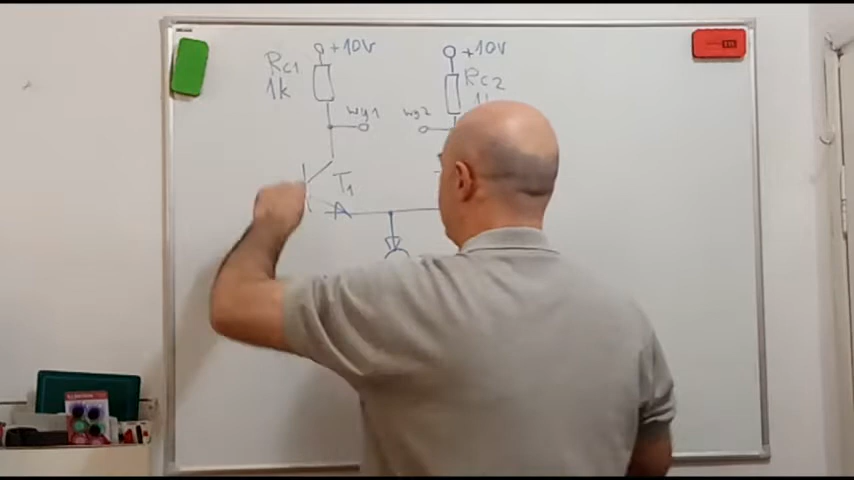 +10V
RC1
1k
wy1
T1
+10V
RC2
wy2